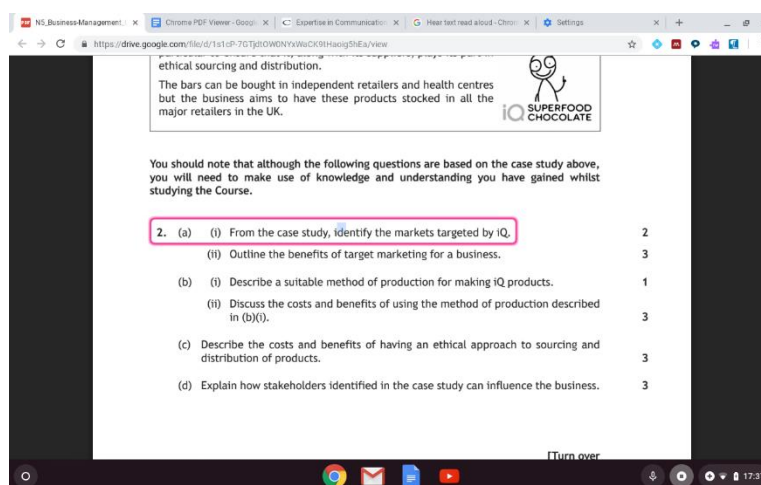 N5_Business-Management_
Chrome PDF Viewer - Googl
Expertise in Communication
Hear text read aloud - Chrom
Settings
https://drive.google.com/file/d/
/view
ethical sourcing and distribution.
The bars can be bought in independent retailers and health centres
but the business aims to have these products stocked in all the
major retailers in the UK.
iQ SUPERFOOD
CHOCOLATE
You should note that although the following questions are based on the case study above,
you will need to make use of knowledge and understanding you have gained whilst
studying the Course.
2. (a) (i) From the case study, identify the markets targeted by iQ. 2
(ii) Outline the benefits of target marketing for a business. 3
(b) (i) Describe a suitable method of production for making iQ products. 1
(ii) Discuss the costs and benefits of using the method of production described
in (b)(i). 3
(c) Describe the costs and benefits of having an ethical approach to sourcing and
distribution of products. 3
(d) Explain how stakeholders identified in the case study can influence the business. 3
[Turn over
17:3